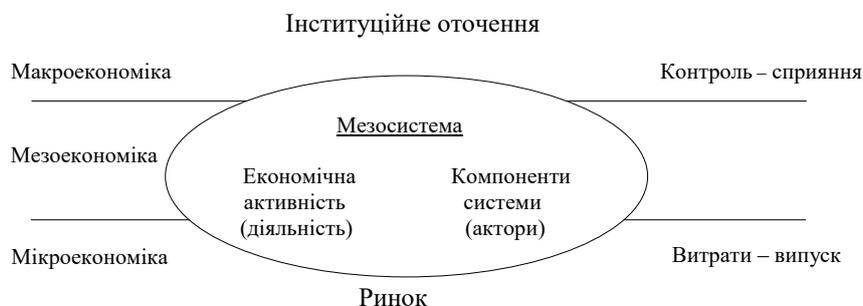 Інституційне оточення
Макроекономіка
Контроль – сприяння
Мезосистема
Мезоекономіка
Економічна активність (діяльність)
Компоненти системи (актори)
Мікроекономіка
Витрати – випуск
Ринок